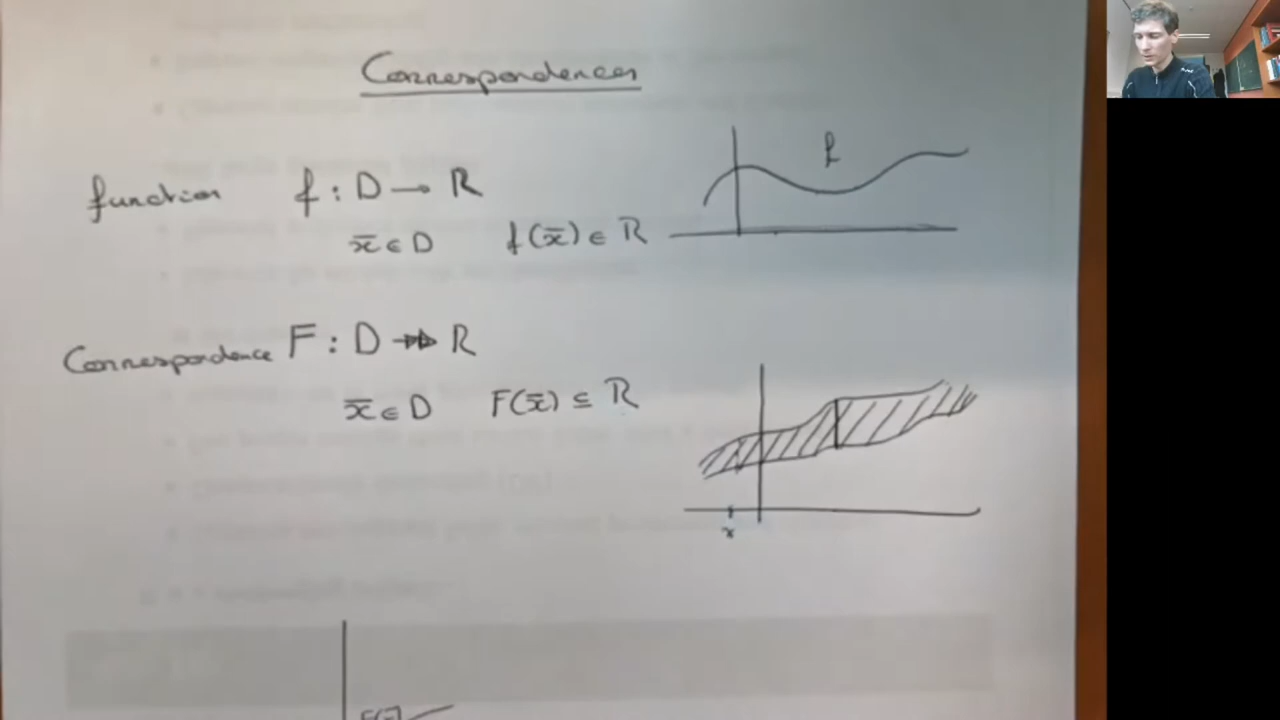 Correspondences
function f : D → R
x̄ ∈ D f(x̄) ∈ R
f
Correspondence F : D ↠ R
x̄ ∈ D F(x̄) ⊆ R
x